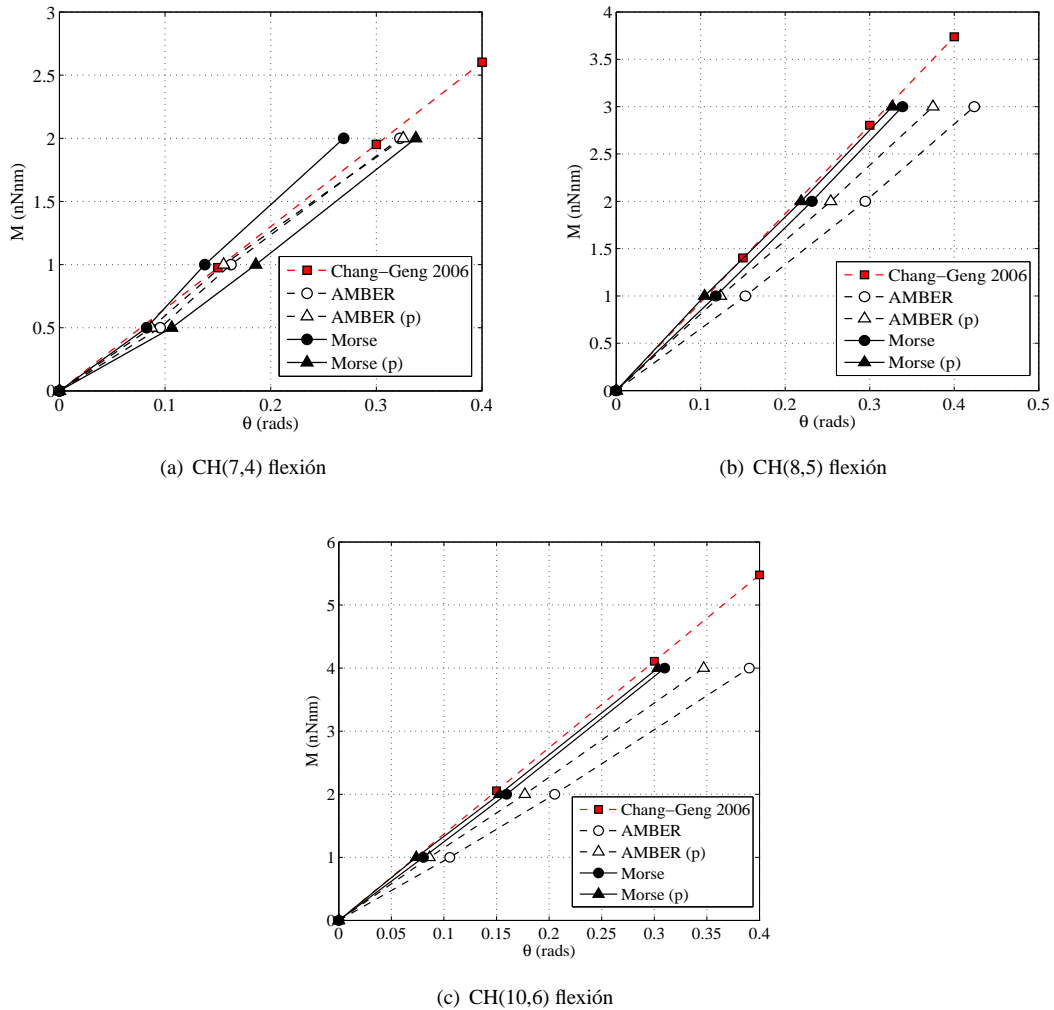 3
2.5
2
1.5
1
0.5
0
M (nNnm)
0 0.1 0.2 0.3 0.4
θ (rads)
Chang−Geng 2006
AMBER
AMBER (p)
Morse
Morse (p)
(a) CH(7,4) flexión
4
3.5
3
2.5
2
1.5
1
0.5
0
M (nNnm)
0 0.1 0.2 0.3 0.4 0.5
θ (rads)
Chang−Geng 2006
AMBER
AMBER (p)
Morse
Morse (p)
(b) CH(8,5) flexión
6
5
4
3
2
1
0
M (nNnm)
0 0.05 0.1 0.15 0.2 0.25 0.3 0.35 0.4
θ (rads)
Chang−Geng 2006
AMBER
AMBER (p)
Morse
Morse (p)
(c) CH(10,6) flexión